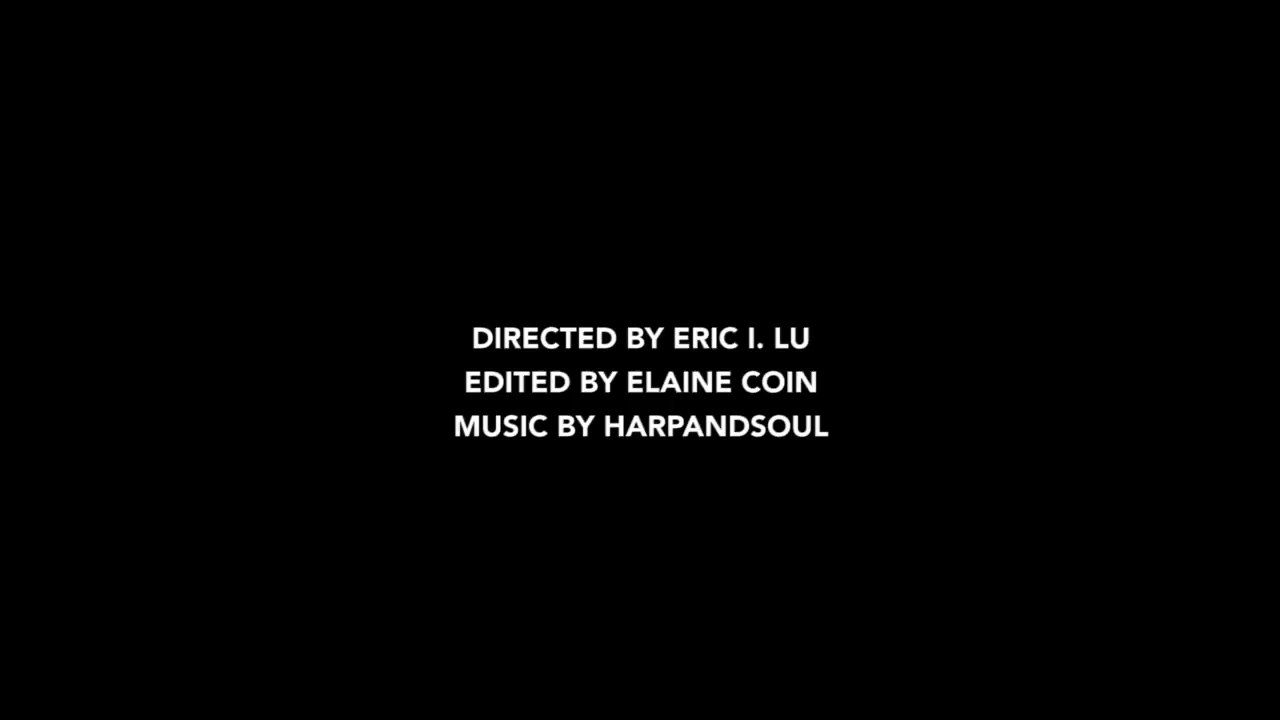 DIRECTED BY ERIC I. LU
EDITED BY ELAINE COIN
MUSIC BY HARPANDSOUL